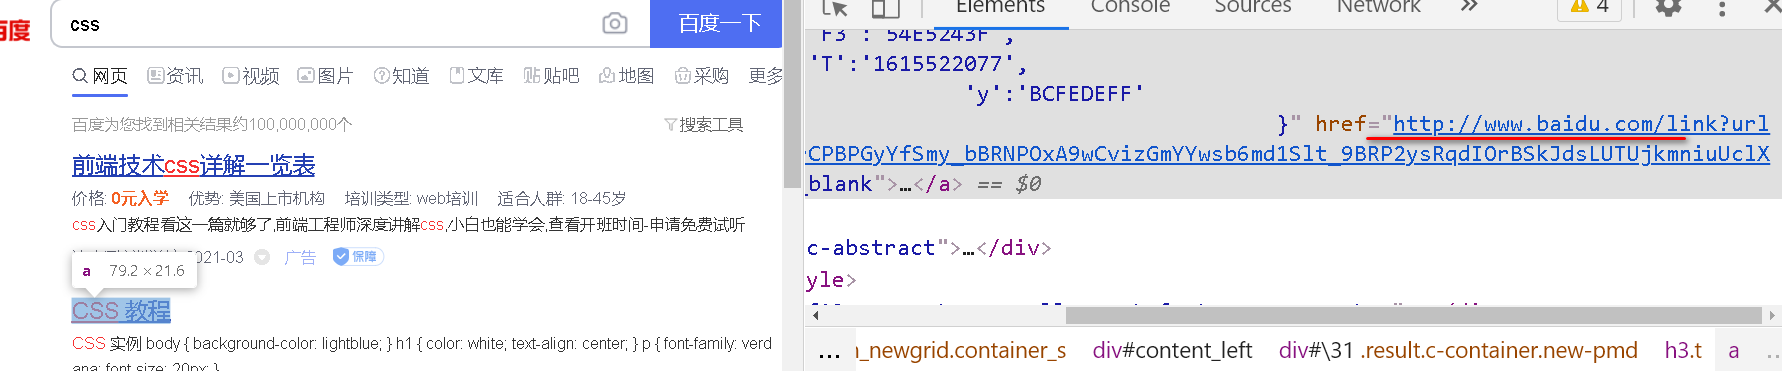 百度
css
百度一下
网页 资讯 视频 图片 知道 文库 贴吧 地图 采购 更多
百度为您找到相关结果约100,000,000个
搜索工具
前端技术css详解一览表
价格: 0元入学 优势: 美国上市机构 培训类型: web培训 适合人群: 18-45岁
css入门教程看这一篇就够了,前端工程师深度讲解css,小白也能学会,查看开班时间-申请免费试听
2021-03 广告 保障
a 79.2 × 21.6
CSS 教程
CSS 实例 body { background-color: lightblue; } h1 { color: white; text-align: center; } p { font-family: verd
ana; font-size: 20px; }
Elements Console Sources Network » 4
'F3':'54E5243F',
'T':'1615522077',
'y':'BCFEDEFF'
}" href="http://www.baidu.com/link?url
CPBPGyYfSmy_bBRNPOxA9wCvizGmYYwsb6md1Slt_9BRP2ysRqdIOrBSkJdsLUTUjkmniuUclX
_blank">…</a> == $0
c-abstract">…</div>
yle>
… _newgrid.container_s div#content_left div#\31 .result.c-container.new-pmd h3.t a ..